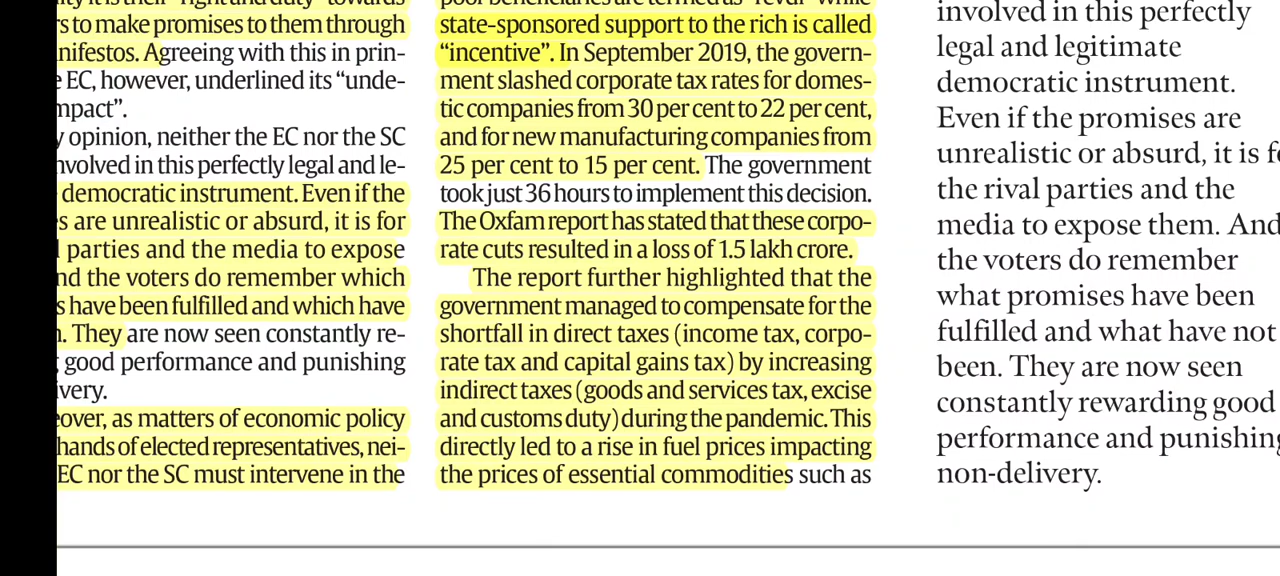 rs to make promises to them through
nifestos. Agreeing with this in prin-
e EC, however, underlined its “unde-
mpact”.
y opinion, neither the EC nor the SC
nvolved in this perfectly legal and le-
democratic instrument. Even if the
s are unrealistic or absurd, it is for
l parties and the media to expose
nd the voters do remember which
s have been fulfilled and which have
n. They are now seen constantly re-
g good performance and punishing
ivery.
eover, as matters of economic policy
hands of elected representatives, nei-
EC nor the SC must intervene in the
state-sponsored support to the rich is called
“incentive”. In September 2019, the govern-
ment slashed corporate tax rates for domes-
tic companies from 30 per cent to 22 per cent,
and for new manufacturing companies from
25 per cent to 15 per cent. The government
took just 36 hours to implement this decision.
The Oxfam report has stated that these corpo-
rate cuts resulted in a loss of 1.5 lakh crore.
The report further highlighted that the
government managed to compensate for the
shortfall in direct taxes (income tax, corpo-
rate tax and capital gains tax) by increasing
indirect taxes (goods and services tax, excise
and customs duty) during the pandemic. This
directly led to a rise in fuel prices impacting
the prices of essential commodities such as
involved in this perfectly
legal and legitimate
democratic instrument.
Even if the promises are
unrealistic or absurd, it is fo
the rival parties and the
media to expose them. And
the voters do remember
what promises have been
fulfilled and what have not
been. They are now seen
constantly rewarding good
performance and punishing
non-delivery.